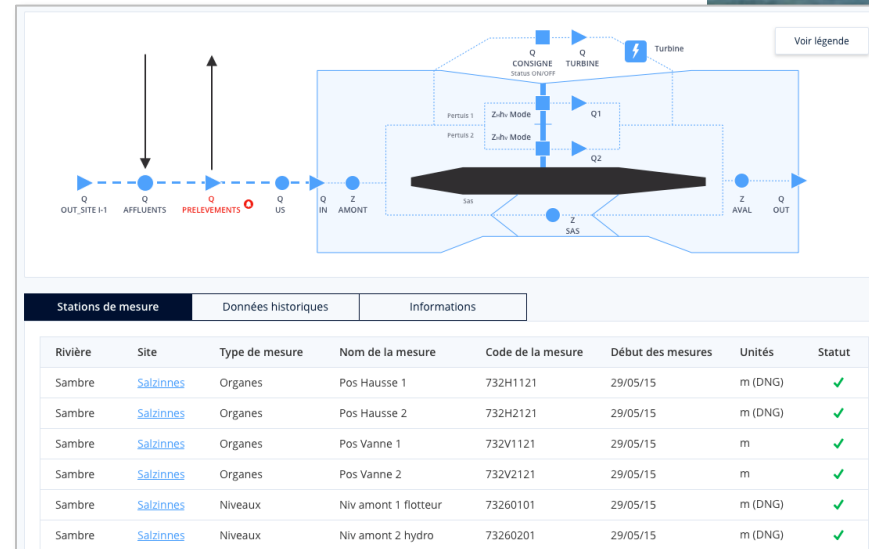 Voir légende
Q CONSIGNE
Status ON/OFF
Q TURBINE
Turbine
Pertuis 1
Pertuis 2
ZₙhᵥMode
Q1
ZₙhᵥMode
Q2
Q OUT_SITE I-1
Q AFFLUENTS
Q PRELEVEMENTS
Q US
Q IN
Z AMONT
Sas
Z SAS
Z AVAL
Q OUT
Stations de mesure Données historiques Informations
Rivière Site Type de mesure Nom de la mesure Code de la mesure Début des mesures Unités Statut
Sambre Salzinnes Organes Pos Hausse 1 732H1121 29/05/15 m (DNG)
Sambre Salzinnes Organes Pos Hausse 2 732H2121 29/05/15 m (DNG)
Sambre Salzinnes Organes Pos Vanne 1 732V1121 29/05/15 m
Sambre Salzinnes Organes Pos Vanne 2 732V2121 29/05/15 m
Sambre Salzinnes Niveaux Niv amont 1 flotteur 73260101 29/05/15 m (DNG)
Sambre Salzinnes Niveaux Niv amont 2 hydro 73260201 29/05/15 m (DNG)